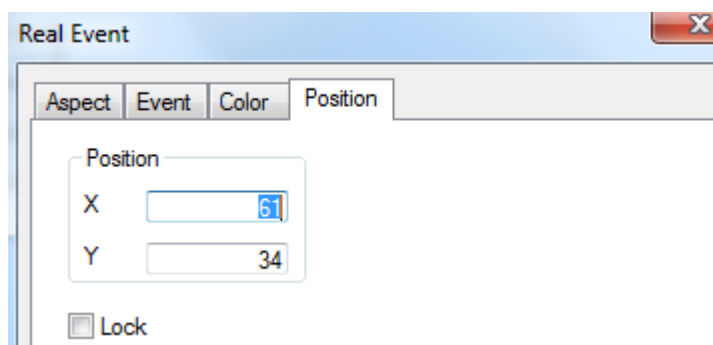 Real Event
Aspect Event Color Position
Position
X 61
Y 34
Lock